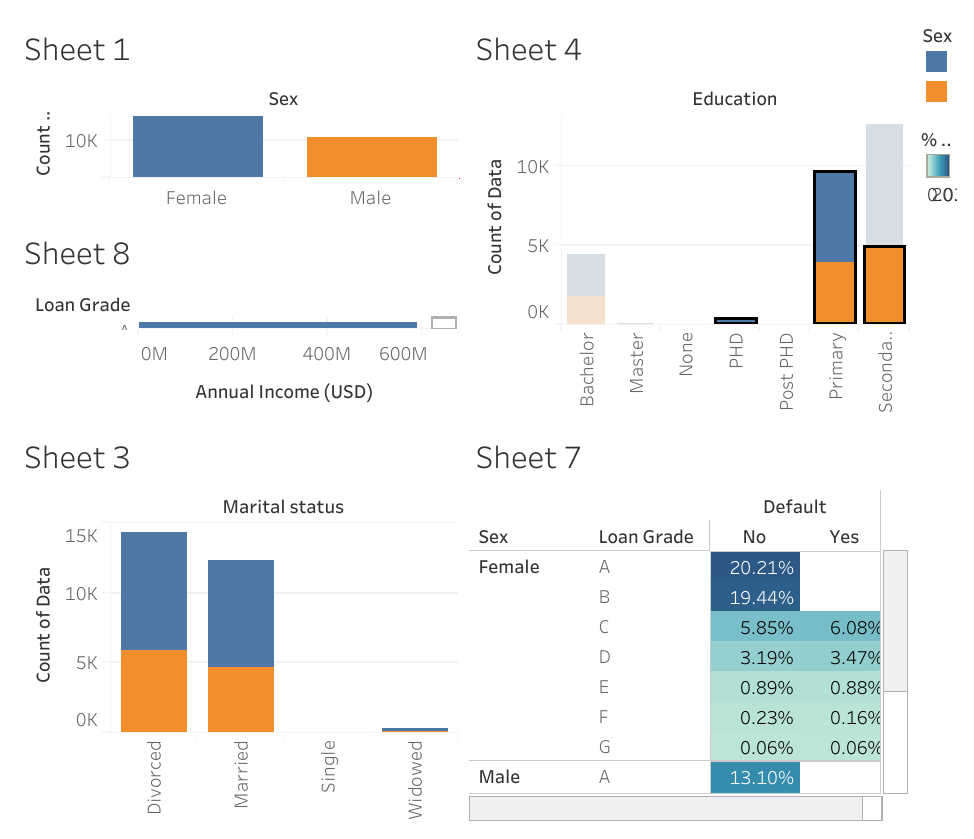 Sheet 1
Sex
Count ..
10K
Female
Male
Sheet 8
Loan Grade
0M
200M
400M
600M
Annual Income (USD)
Sheet 4
Education
Count of Data
10K
5K
0K
Bachelor
Master
None
PHD
Post PHD
Primary
Seconda..
Sex
% ..
Sheet 3
Marital status
Count of Data
15K
10K
5K
0K
Divorced
Married
Single
Widowed
Sheet 7
Default
Sex Loan Grade No Yes
Female A 20.21%
B 19.44%
C 5.85% 6.08%
D 3.19% 3.47%
E 0.89% 0.88%
F 0.23% 0.16%
G 0.06% 0.06%
Male A 13.10%